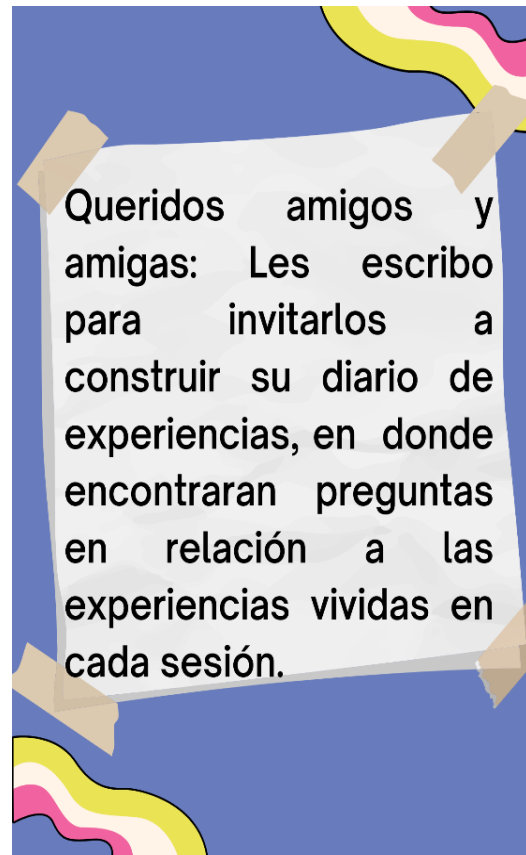 Queridos amigos y
amigas: Les escribo
para invitarlos a
construir su diario de
experiencias, en donde
encontraran preguntas
en relación a las
experiencias vividas en
cada sesión.